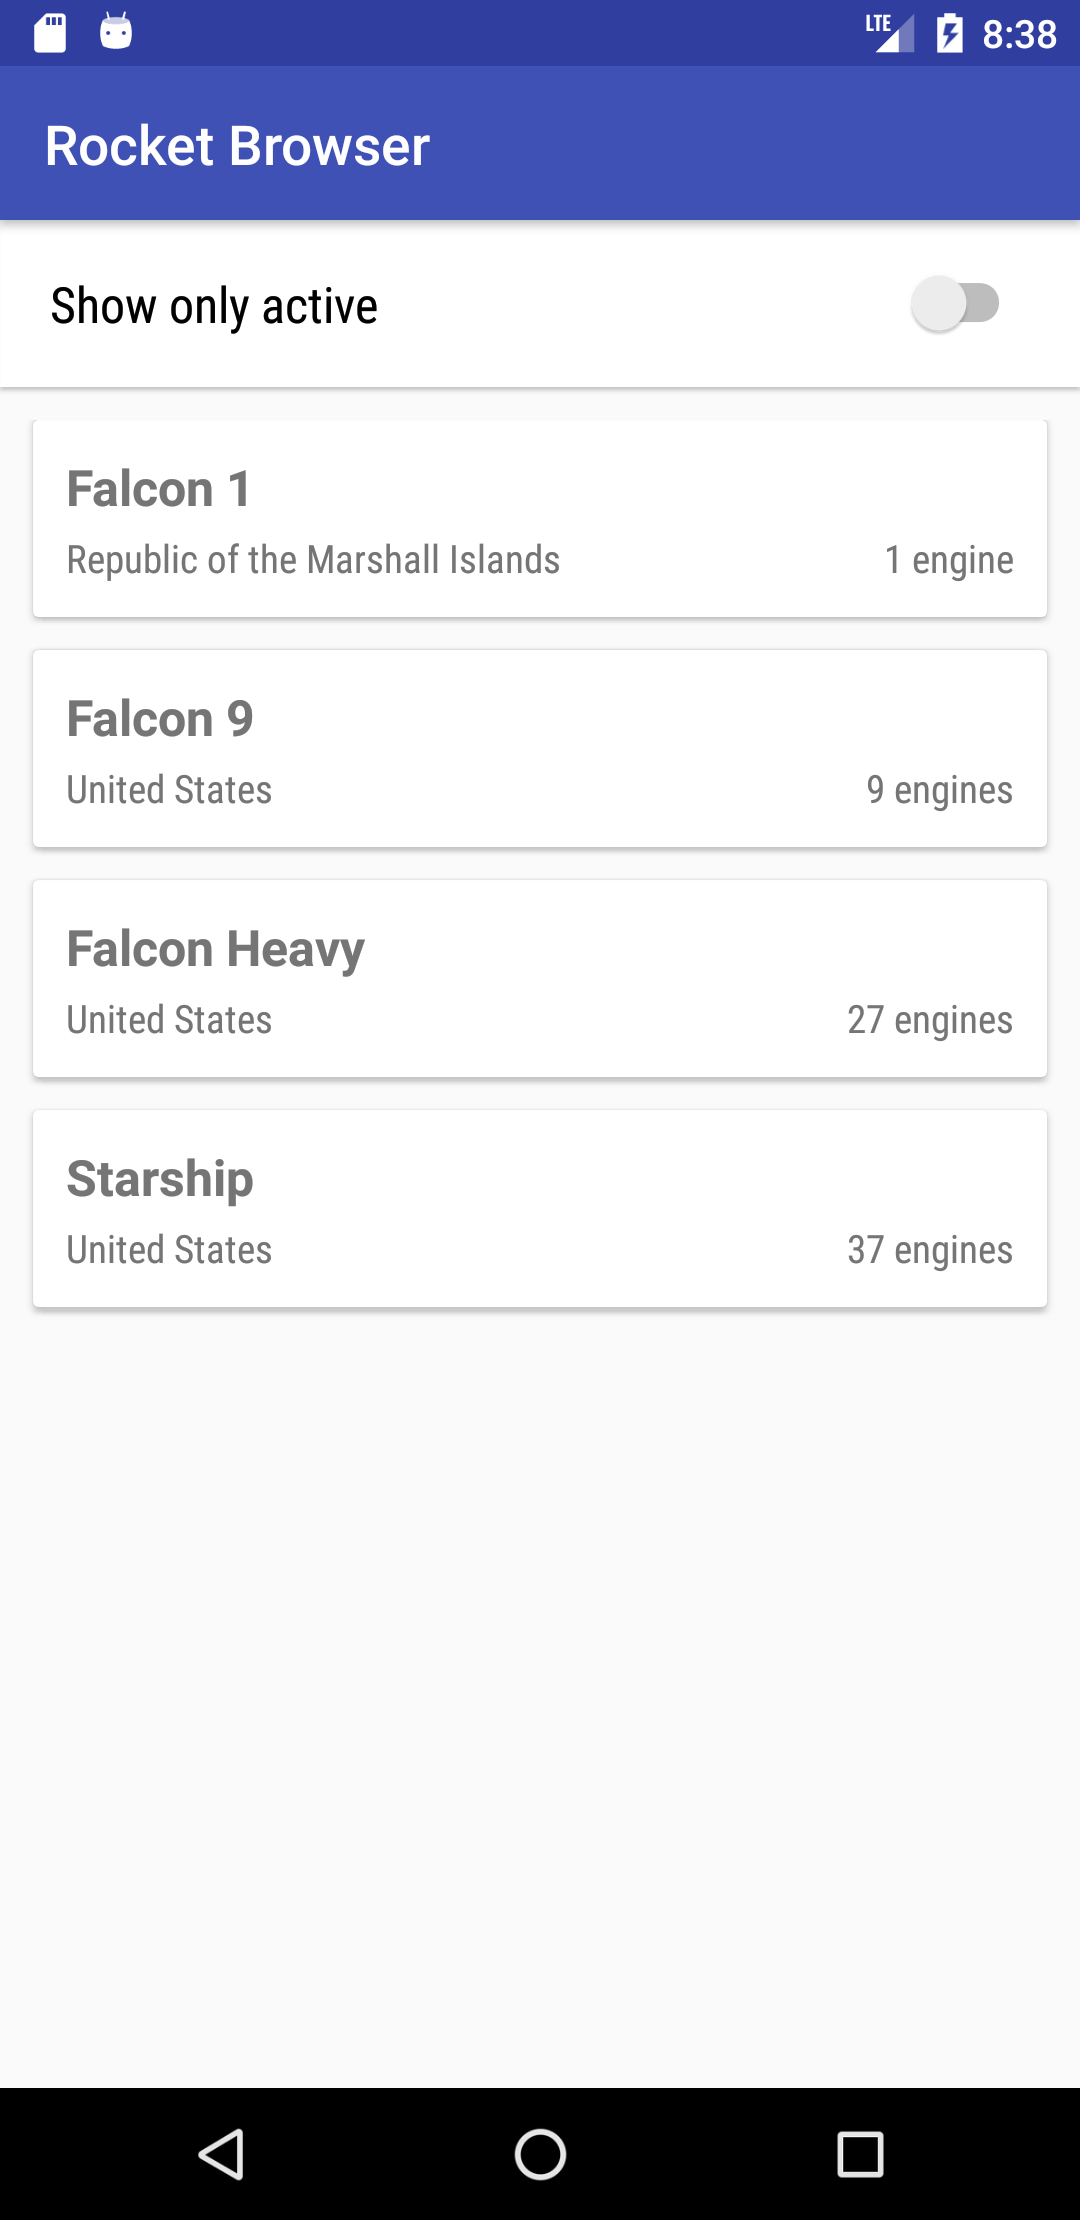 LTE 8:38
Rocket Browser
Show only active
Falcon 1
Republic of the Marshall Islands 1 engine
Falcon 9
United States 9 engines
Falcon Heavy
United States 27 engines
Starship
United States 37 engines